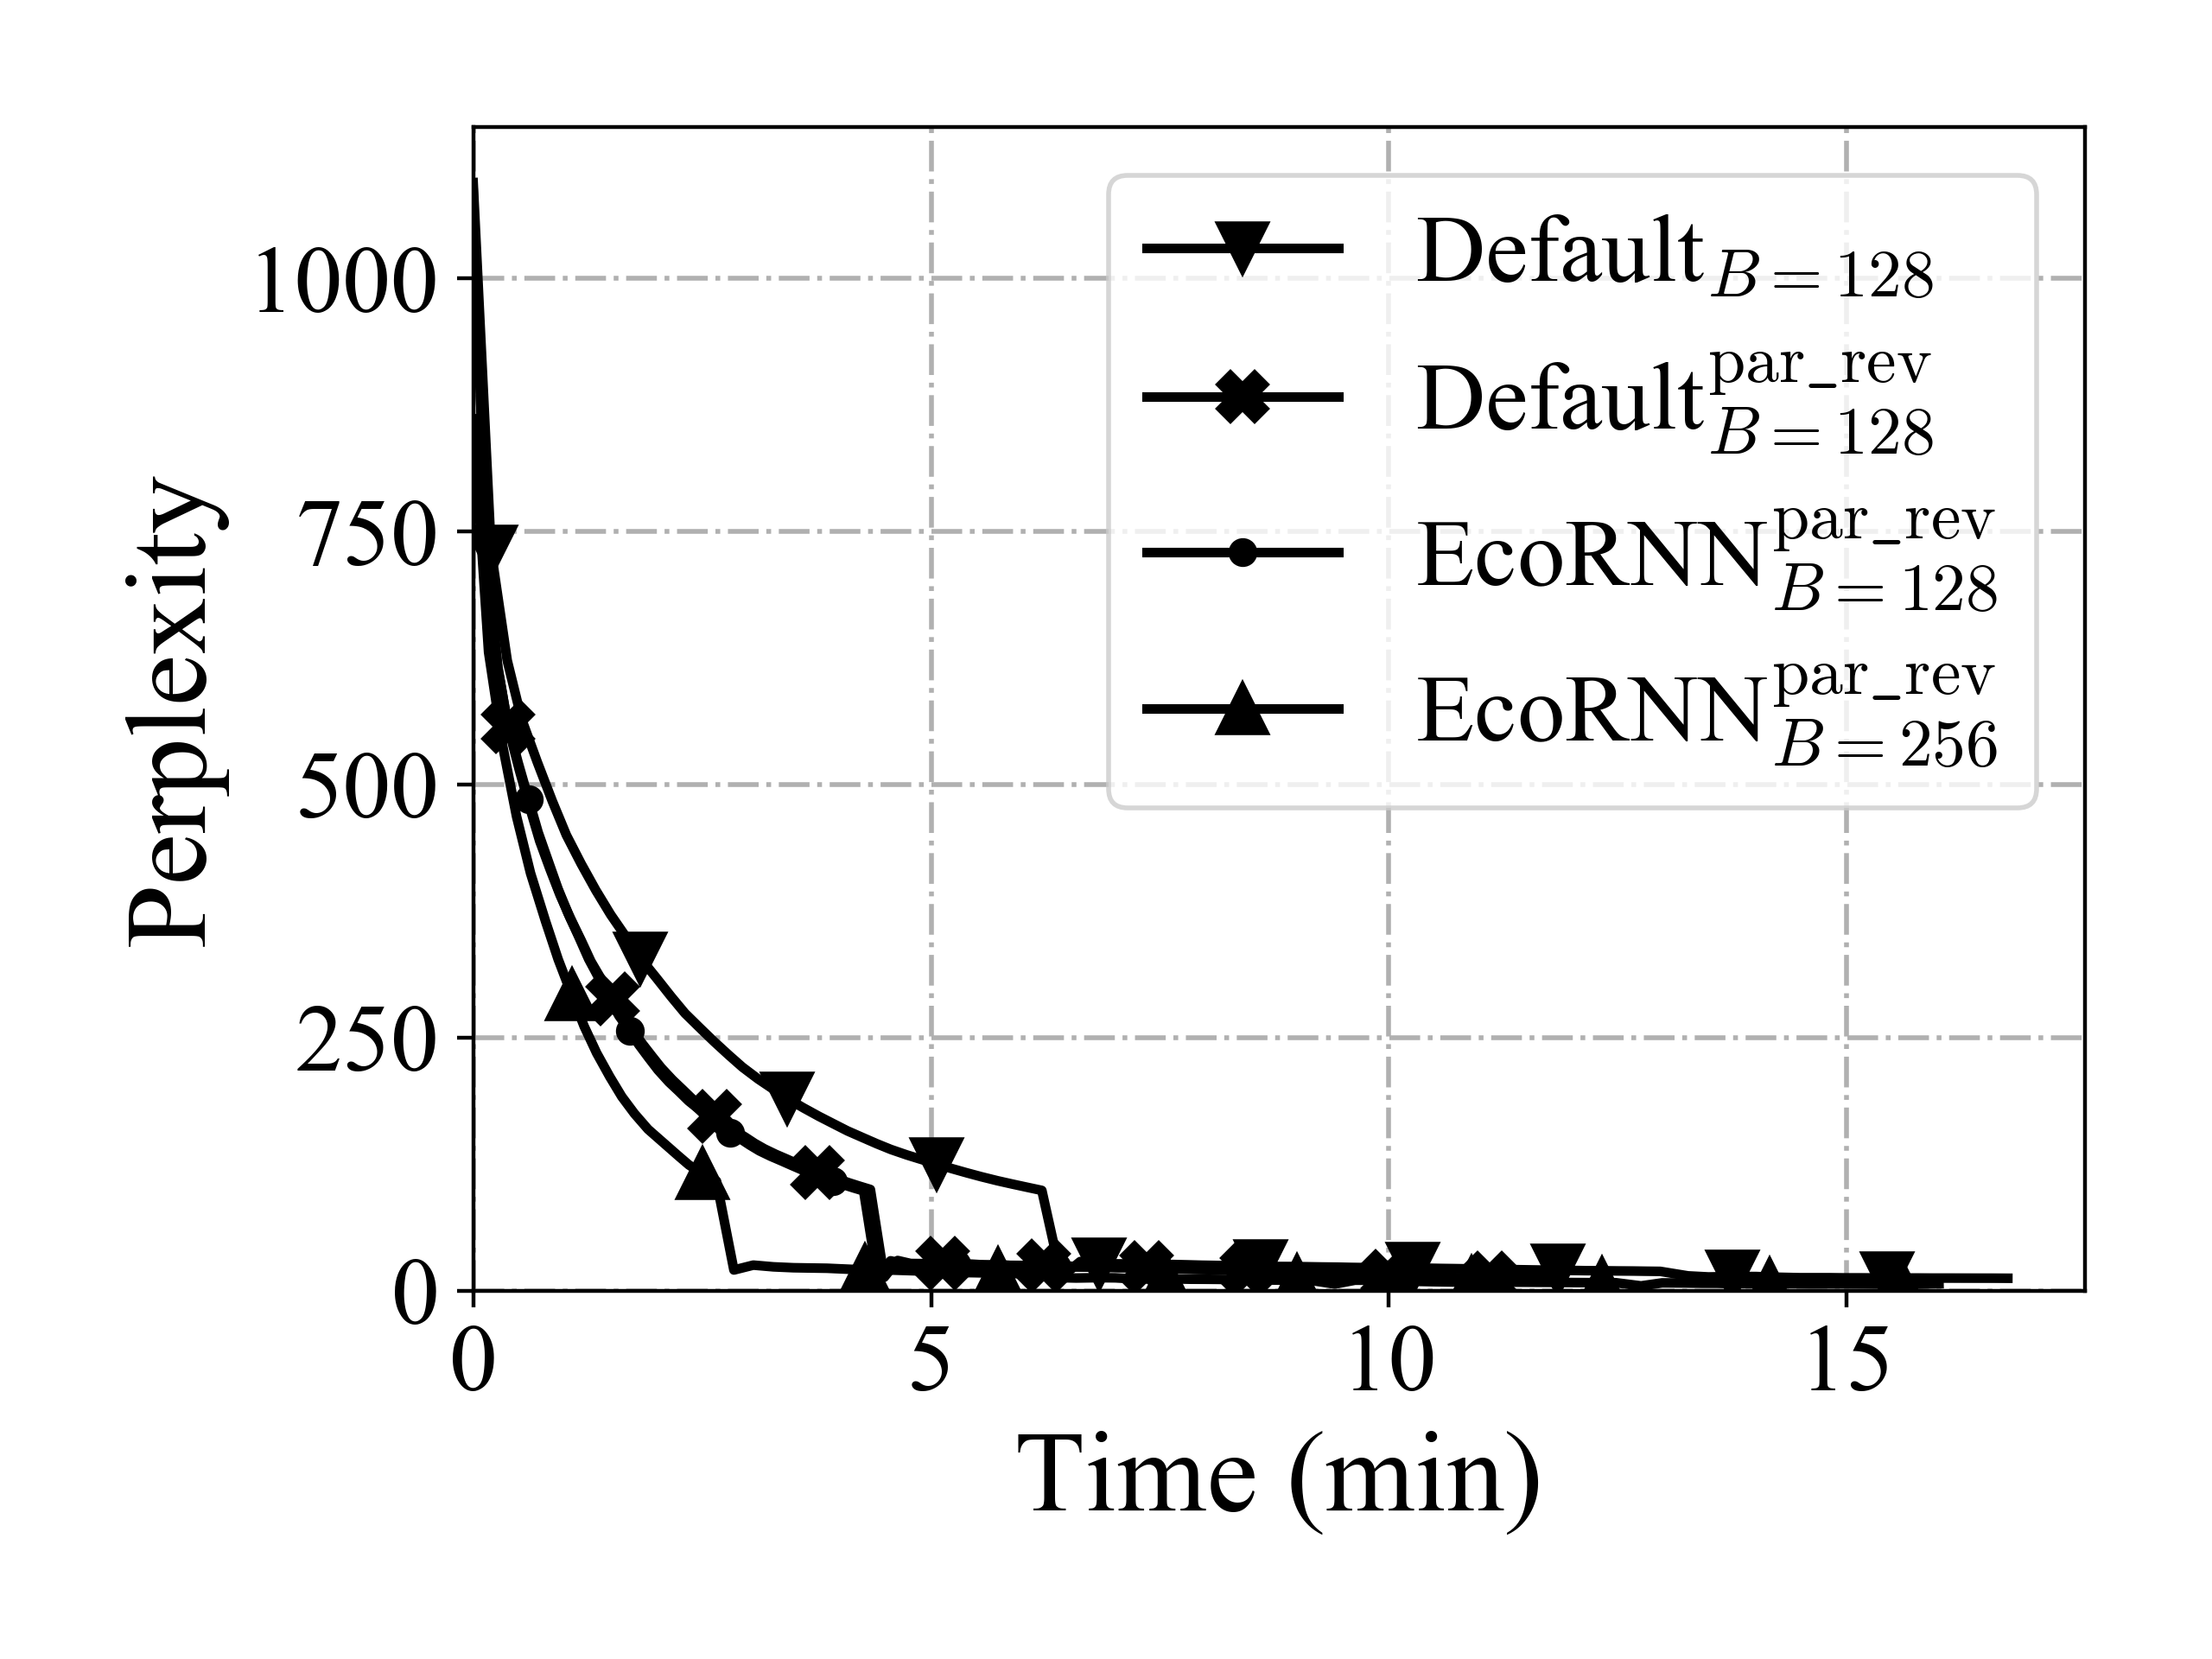 Perplexity
1000
750
500
250
0
0 5 10 15
Time (min)
Default B = 128
Default par_rev B = 128
EcoRNN par_rev B = 128
EcoRNN par_rev B = 256